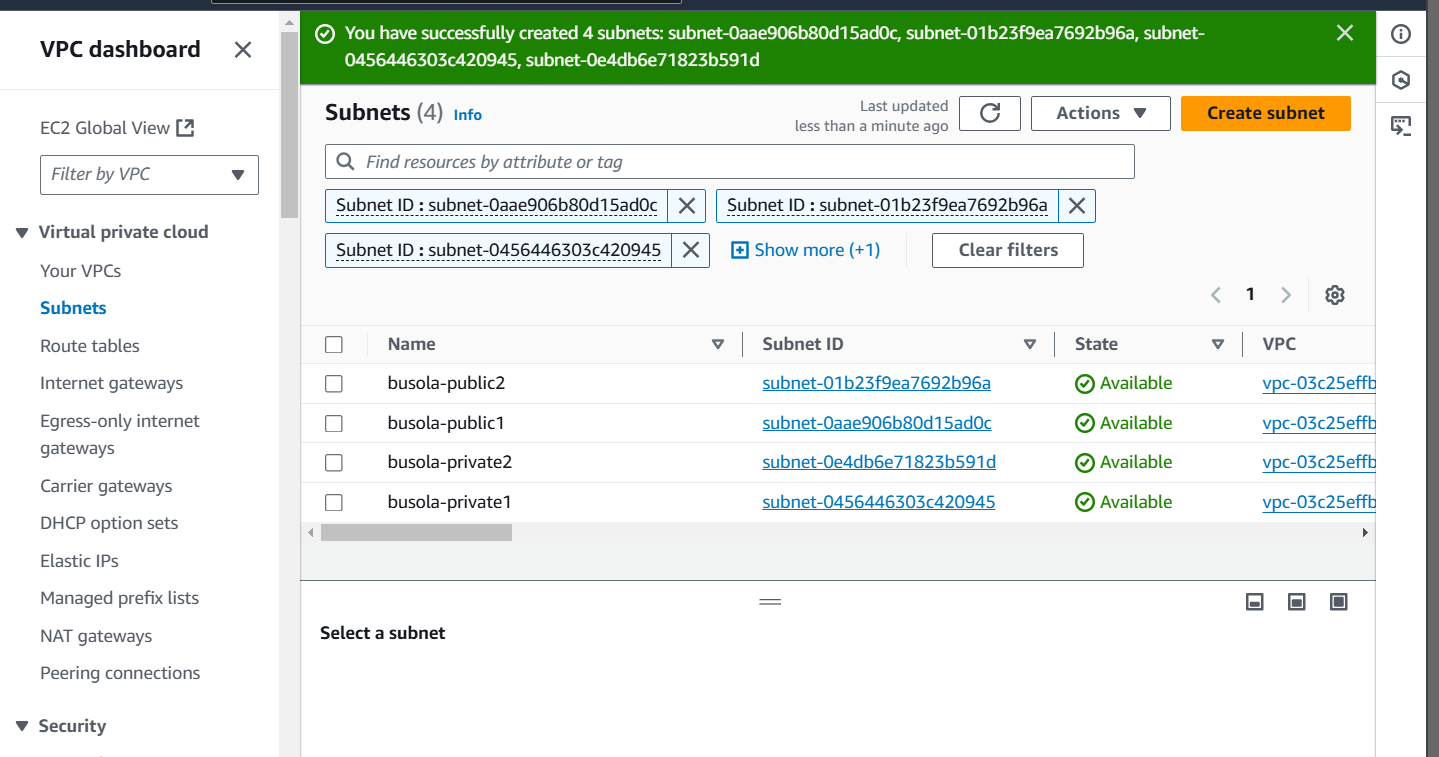 VPC dashboard
EC2 Global View
Filter by VPC
Virtual private cloud
Your VPCs
Subnets
Route tables
Internet gateways
Egress-only internet
gateways
Carrier gateways
DHCP option sets
Elastic IPs
Managed prefix lists
NAT gateways
Peering connections
Security
You have successfully created 4 subnets: subnet-0aae906b80d15ad0c, subnet-01b23f9ea7692b96a, subnet-
0456446303c420945, subnet-0e4db6e71823b591d
Subnets (4) Info
Last updated
less than a minute ago
Actions
Create subnet
Find resources by attribute or tag
Subnet ID : subnet-0aae906b80d15ad0c
Subnet ID : subnet-01b23f9ea7692b96a
Subnet ID : subnet-0456446303c420945
Show more (+1)
Clear filters
1
Name Subnet ID State VPC
busola-public2 subnet-01b23f9ea7692b96a Available vpc-03c25effb
busola-public1 subnet-0aae906b80d15ad0c Available vpc-03c25effb
busola-private2 subnet-0e4db6e71823b591d Available vpc-03c25effb
busola-private1 subnet-0456446303c420945 Available vpc-03c25effb
Select a subnet